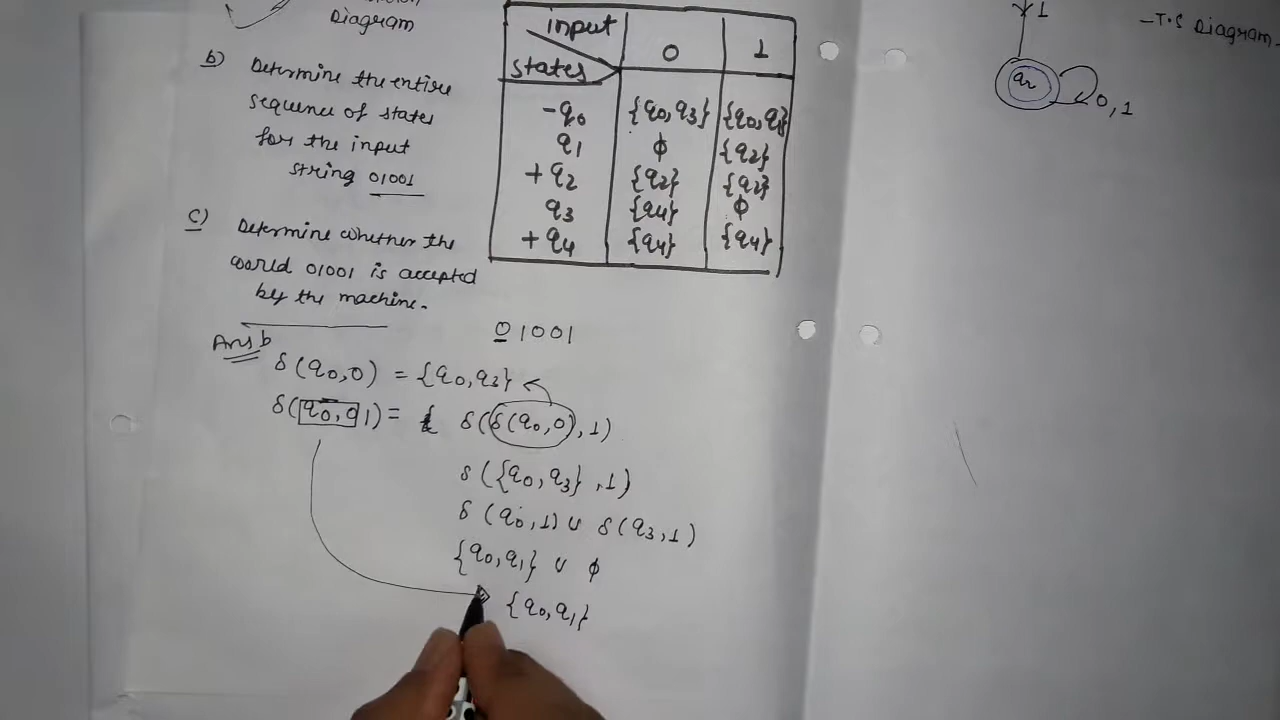 Diagram
b) Determine the entire
sequence of states
for the input
string 01001
c) Determine whether the
world 01001 is accepted
by the machine.
input 0 1
states
-q0 {q0,q3} {q0,q1}
q1 ϕ {q2}
+q2 {q2} {q2}
q3 {q4} ϕ
+q4 {q4} {q4}
1
-T.S Diagram-
q2
0,1
Ans b
01001
δ(q0,0) = {q0,q3}
δ(q0,01) = δ(δ(q0,0),1)
δ({q0,q3},1)
δ(q0,1) ∪ δ(q3,1)
{q0,q1} ∪ ϕ
{q0,q1}